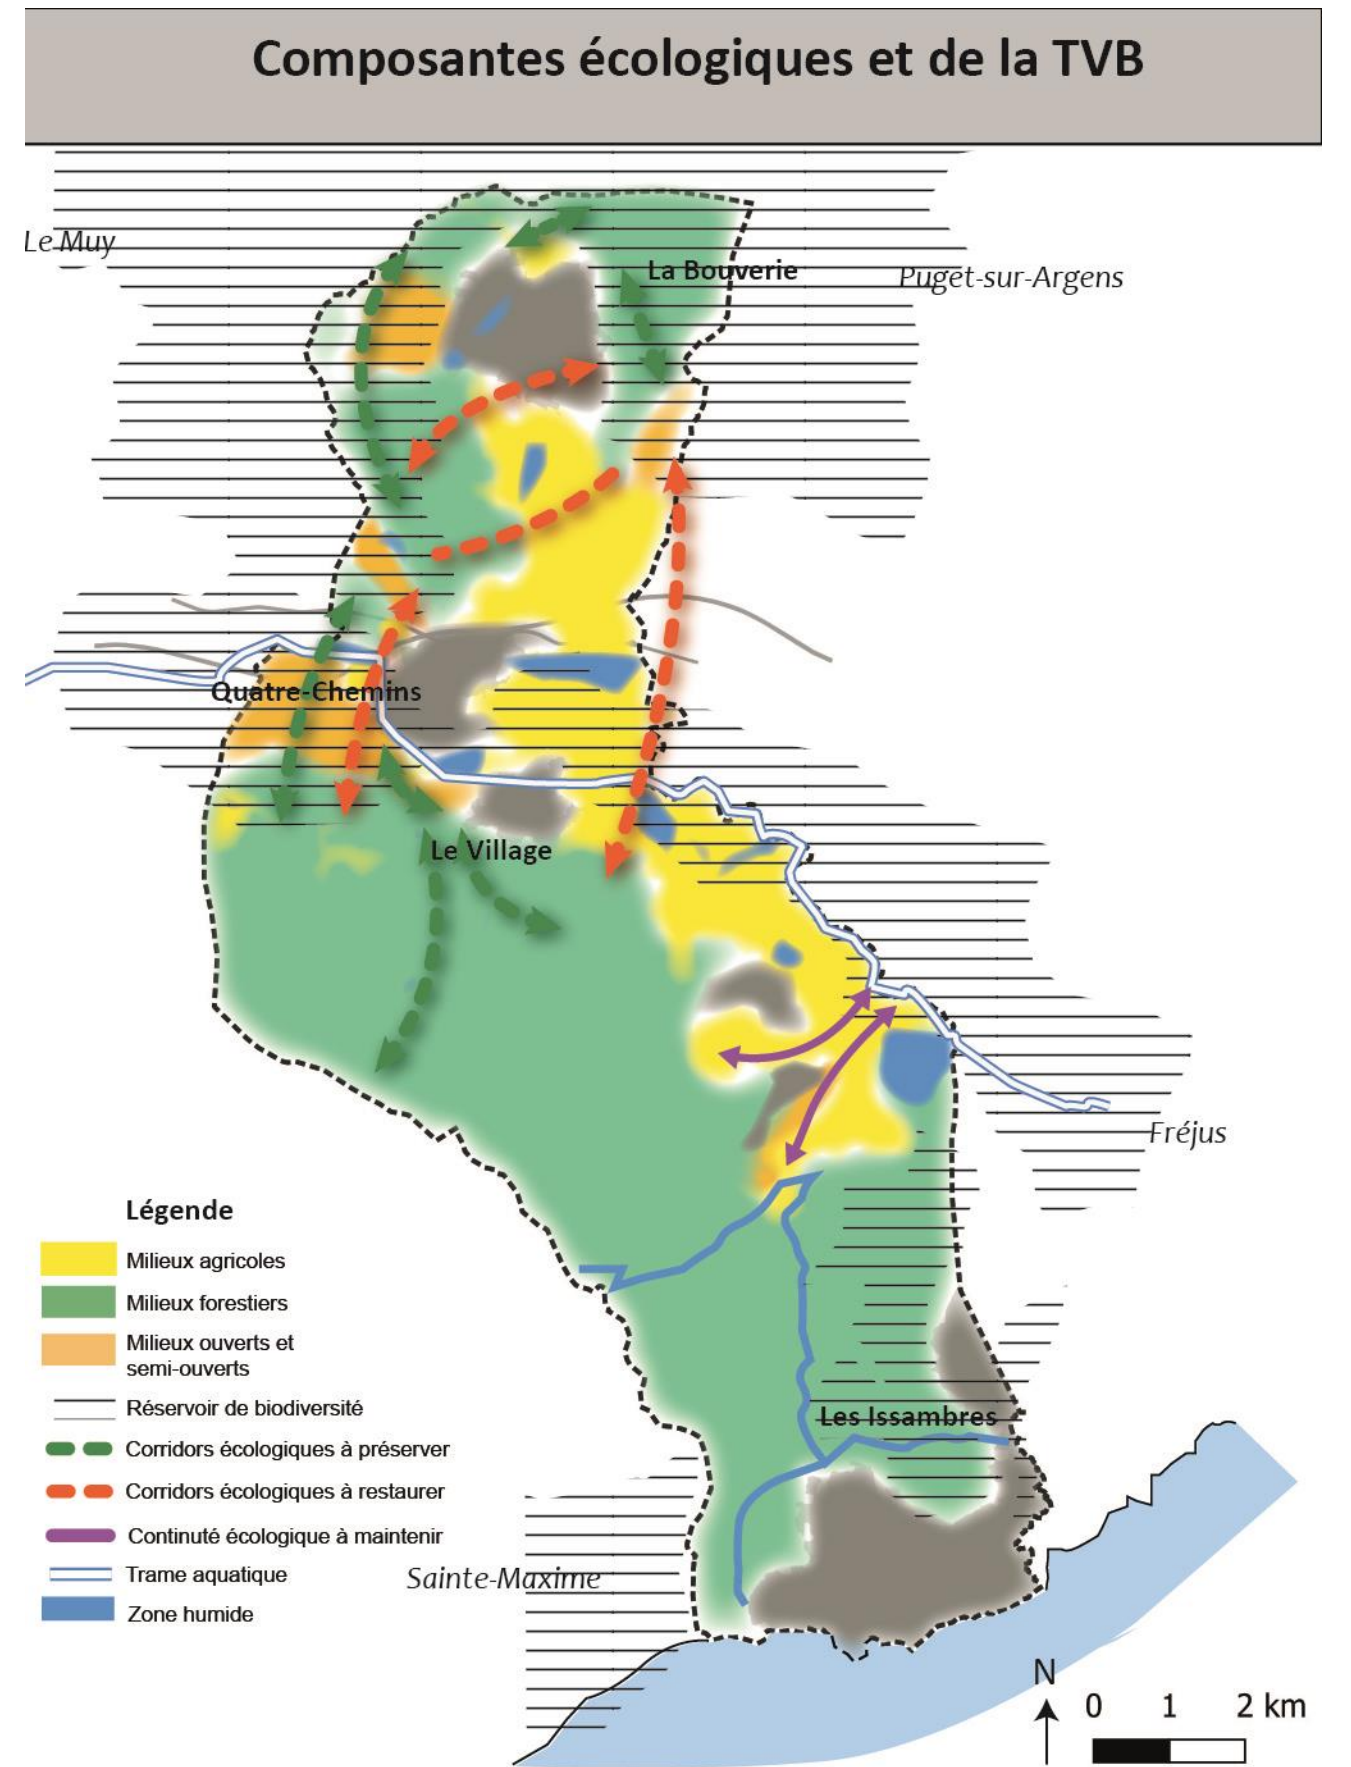 Composantes écologiques et de la TVB
Le Muy
La Bouverie
Puget-sur-Argens
Quatre-Chemins
Le Village
Fréjus
Légende
Milieux agricoles
Milieux forestiers
Milieux ouverts et
semi-ouverts
Réservoir de biodiversité
Corridors écologiques à préserver
Corridors écologiques à restaurer
Continuté écologique à maintenir
Trame aquatique
Zone humide
Les Issambres
Sainte-Maxime
N
0 1 2 km